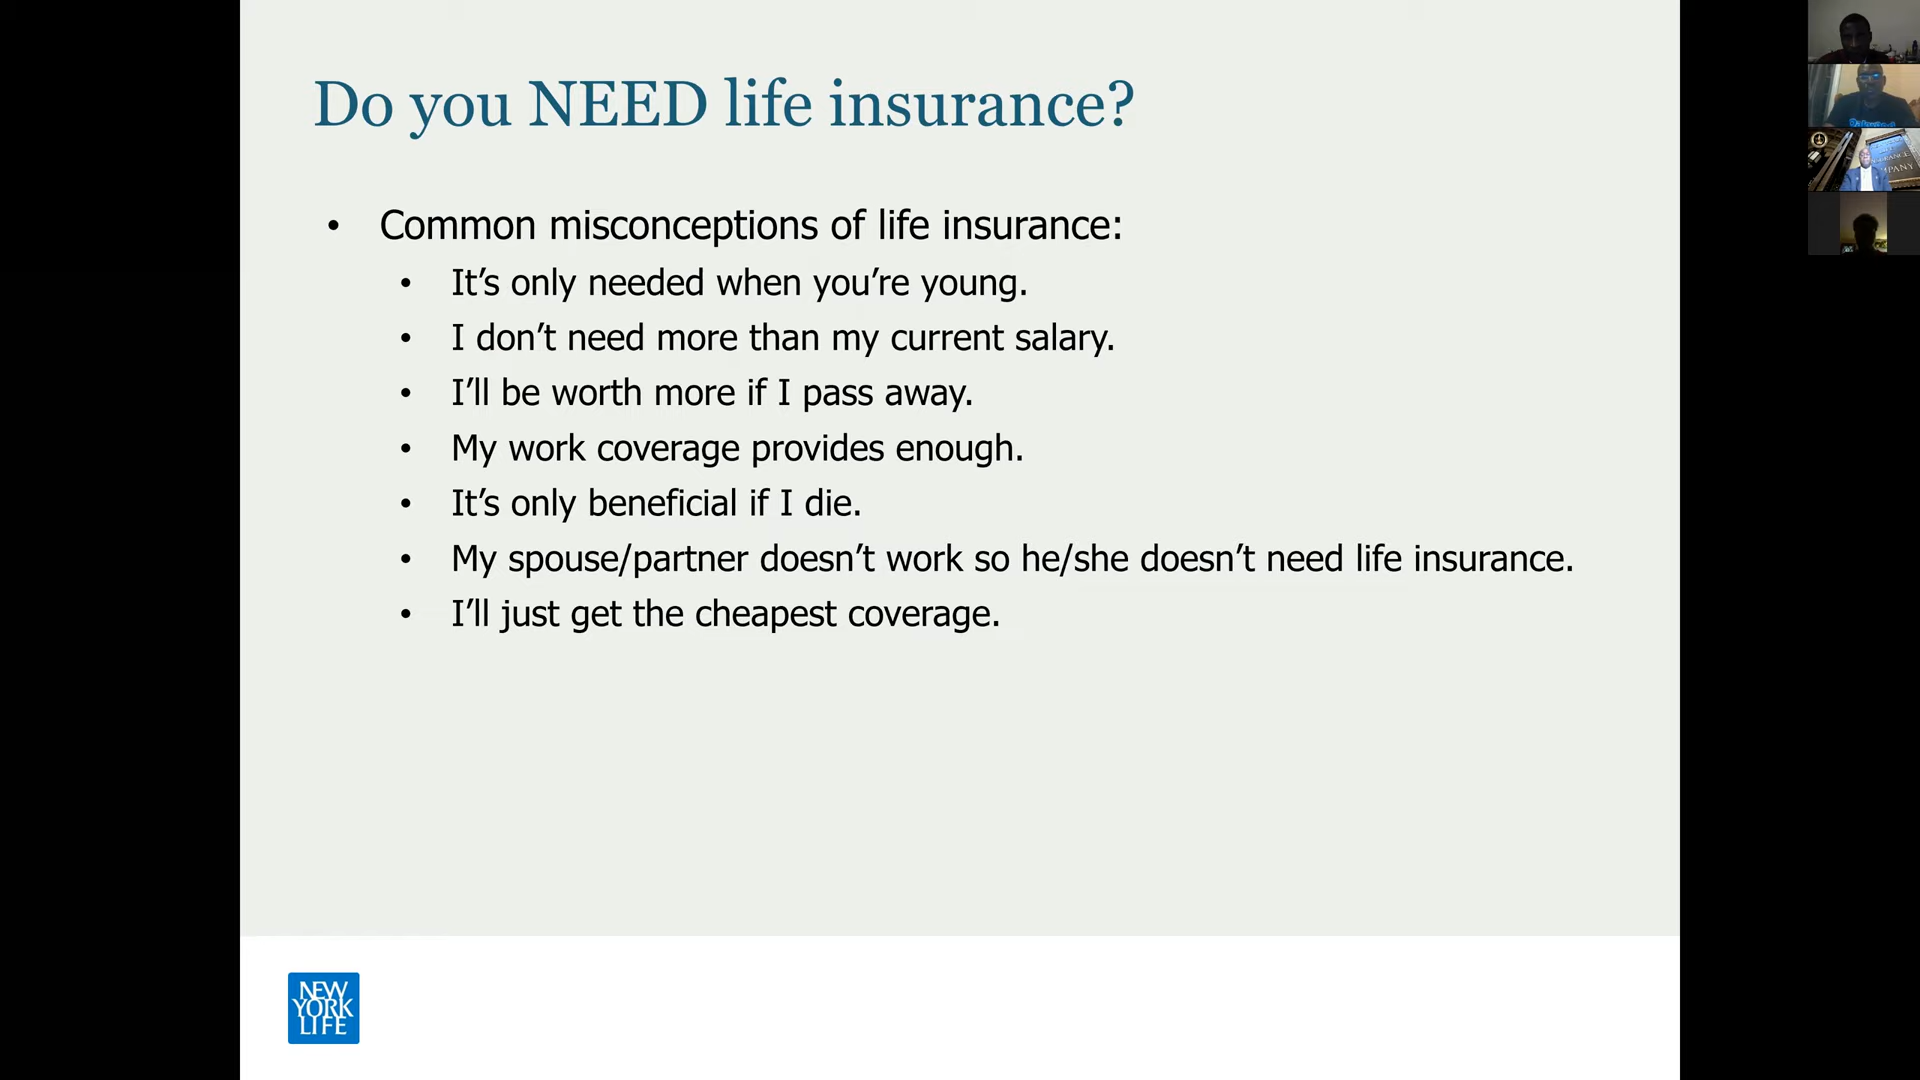 Do you NEED life insurance?
• Common misconceptions of life insurance:
• It’s only needed when you’re young.
• I don’t need more than my current salary.
• I’ll be worth more if I pass away.
• My work coverage provides enough.
• It’s only beneficial if I die.
• My spouse/partner doesn’t work so he/she doesn’t need life insurance.
• I’ll just get the cheapest coverage.
NEW
YORK
LIFE